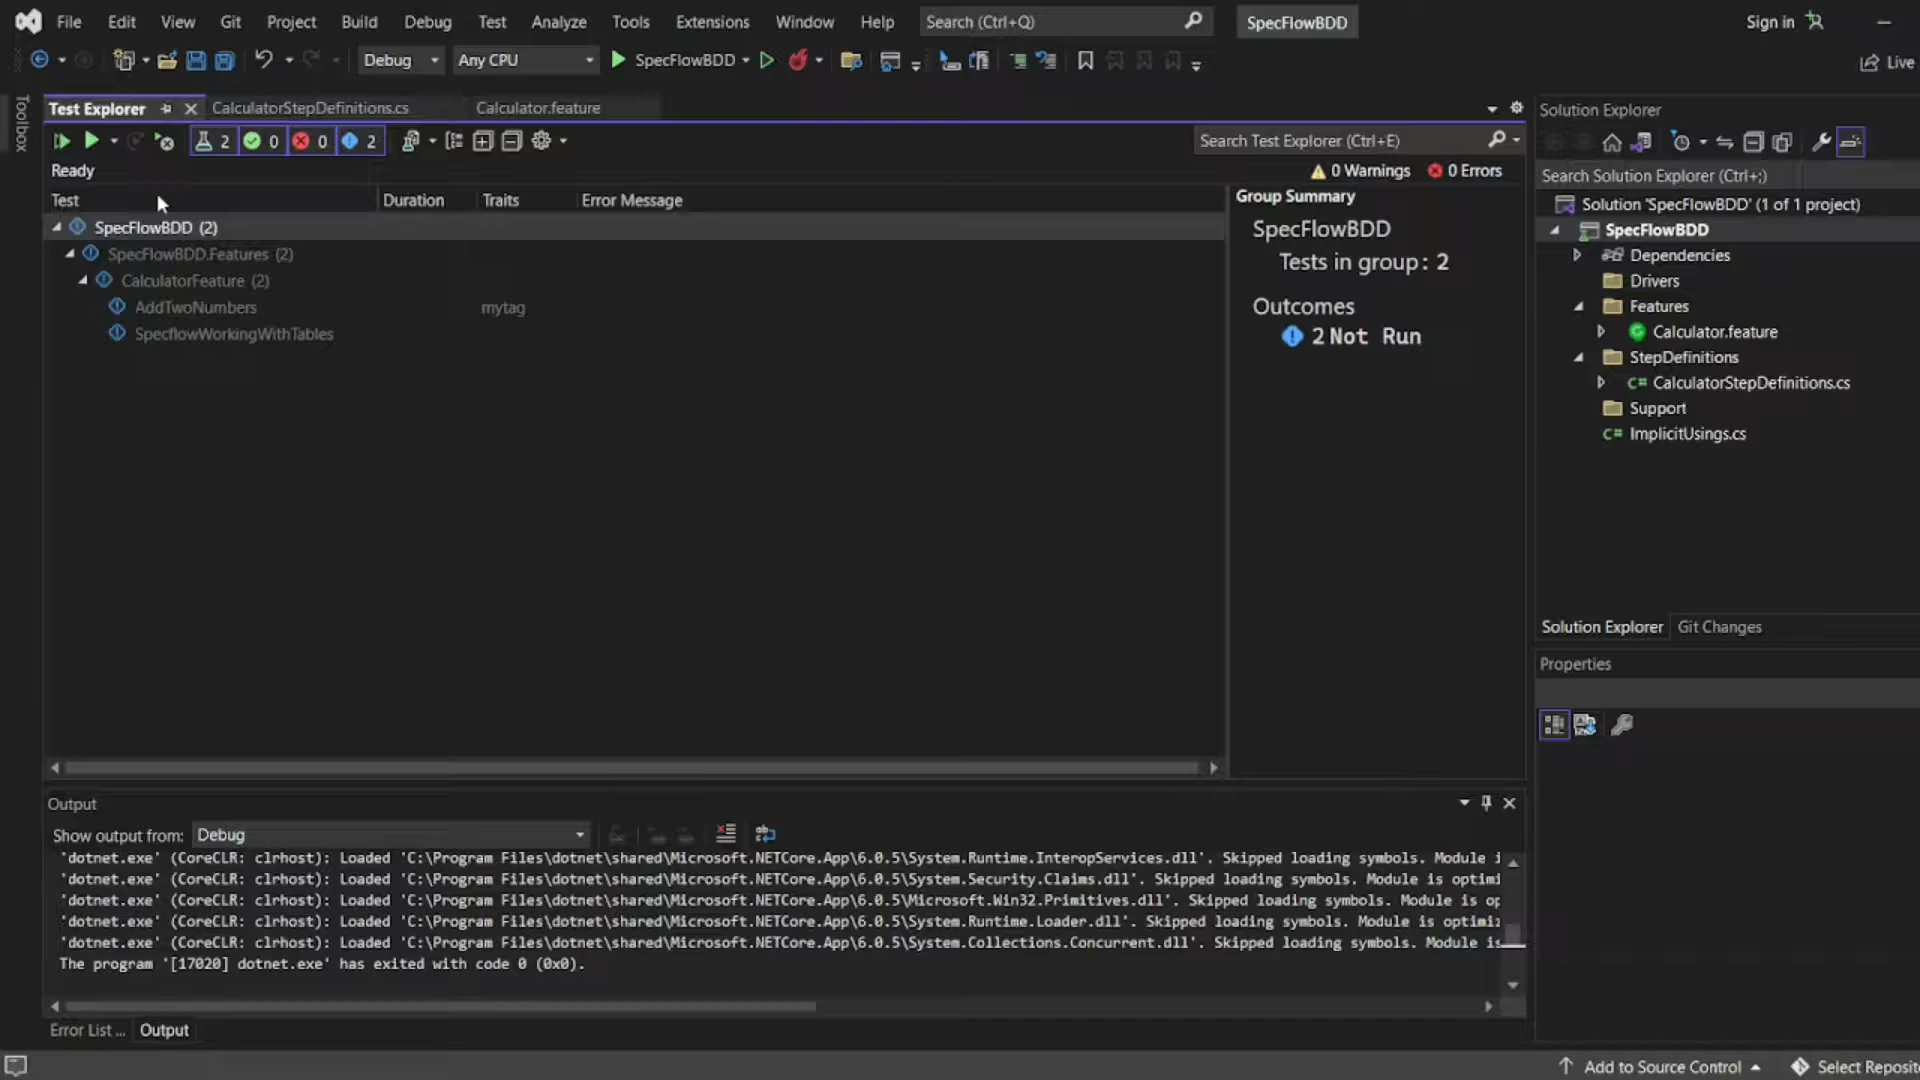 File Edit View Git Project Build Debug Test Analyze Tools Extensions Window Help Search (Ctrl+Q) SpecFlowBDD Sign in
Debug Any CPU SpecFlowBDD Live
Toolbox
Test Explorer CalculatorStepDefinitions.cs Calculator.feature
2 0 0 2 Search Test Explorer (Ctrl+E)
Ready 0 Warnings 0 Errors
Test Duration Traits Error Message
SpecFlowBDD (2)
SpecFlowBDD.Features (2)
CalculatorFeature (2)
AddTwoNumbers mytag
SpecflowWorkingWithTables
Group Summary
SpecFlowBDD
Tests in group: 2
Outcomes
2 Not Run
Solution Explorer
Search Solution Explorer (Ctrl+;)
Solution 'SpecFlowBDD' (1 of 1 project)
SpecFlowBDD
Dependencies
Drivers
Features
Calculator.feature
StepDefinitions
C# CalculatorStepDefinitions.cs
Support
C# ImplicitUsings.cs
Solution Explorer Git Changes
Properties
Output
Show output from: Debug
'dotnet.exe' (CoreCLR: clrhost): Loaded 'C:\Program Files\dotnet\shared\Microsoft.NETCore.App\6.0.5\System.Runtime.InteropServices.dll'. Skipped loading symbols. Module i
'dotnet.exe' (CoreCLR: clrhost): Loaded 'C:\Program Files\dotnet\shared\Microsoft.NETCore.App\6.0.5\System.Security.Claims.dll'. Skipped loading symbols. Module is optimi
'dotnet.exe' (CoreCLR: clrhost): Loaded 'C:\Program Files\dotnet\shared\Microsoft.NETCore.App\6.0.5\Microsoft.Win32.Primitives.dll'. Skipped loading symbols. Module is op
'dotnet.exe' (CoreCLR: clrhost): Loaded 'C:\Program Files\dotnet\shared\Microsoft.NETCore.App\6.0.5\System.Runtime.Loader.dll'. Skipped loading symbols. Module is optimiz
'dotnet.exe' (CoreCLR: clrhost): Loaded 'C:\Program Files\dotnet\shared\Microsoft.NETCore.App\6.0.5\System.Collections.Concurrent.dll'. Skipped loading symbols. Module is
The program '[17020] dotnet.exe' has exited with code 0 (0x0).
Error List ... Output
Add to Source Control Select Reposit